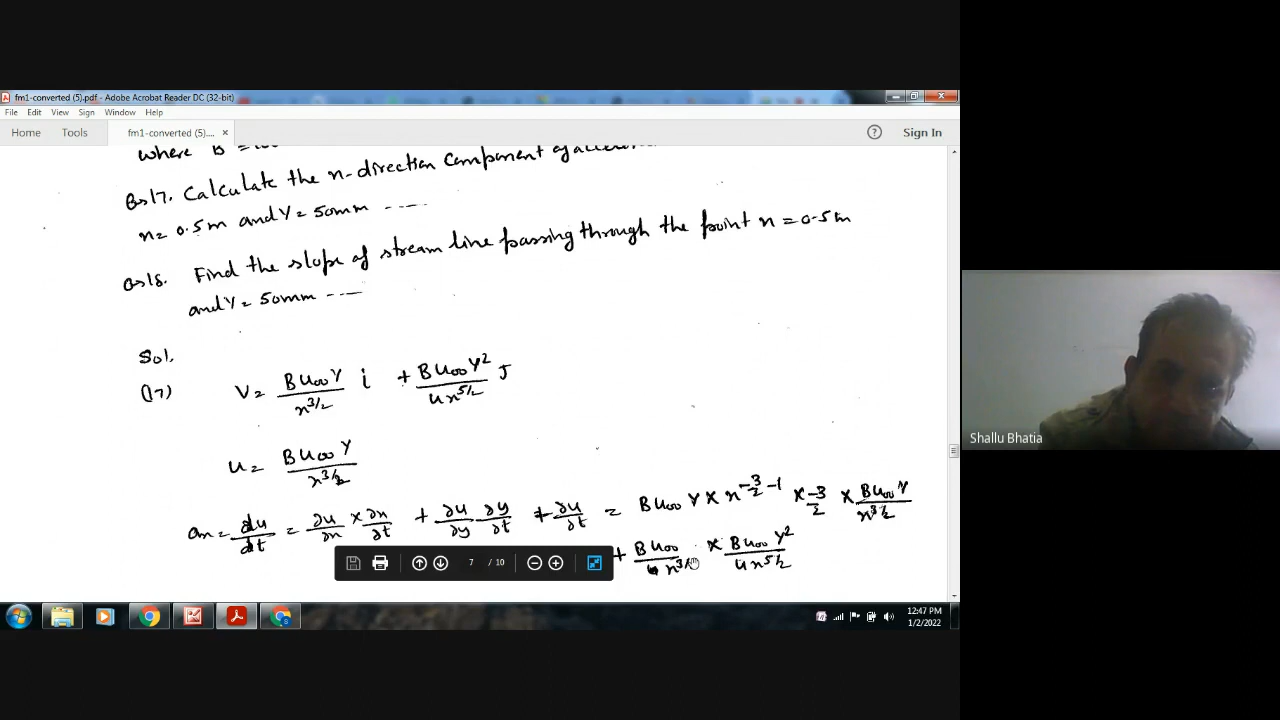 fm1-converted (5).pdf - Adobe Acrobat Reader DC (32-bit)
File Edit View Sign Window Help
Home Tools fm1-converted (5).... × Sign In
where B =
Qs17. Calculate the x-direction component of
x= 0.5m and Y= 50mm ----
Qs18. Find the slope of stream line passing through the point x = 0.5m
and Y= 50mm ----
Sol.
(17) V= BU∞Y/x^3/2 i + BU∞Y²/4x^5/2 J
u= BU∞Y/x^3/2
ax= du/dt = ∂u/∂x × ∂x/∂t + ∂u/∂y ∂y/∂t + ∂u/∂t = BU∞Y × x^-3/2-1 × -3/2 × BU∞Y/x^3/2
+ BU∞/x^3/2 × BU∞Y²/4x^5/2
7 / 10
Shallu Bhatia
12:47 PM
1/2/2022